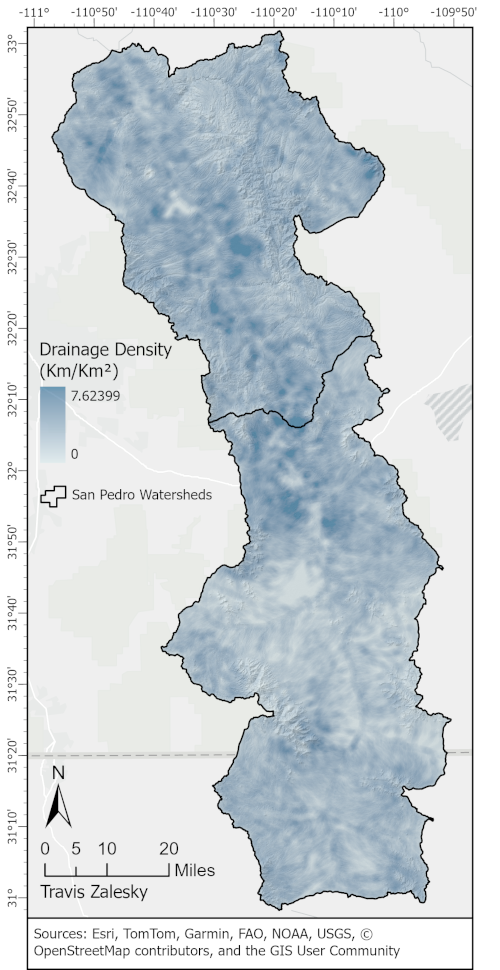 -111° -110°50' -110°40' -110°30' -110°20' -110°10' -110° -109°50'
33°
32°50'
32°40'
32°30'
32°20'
32°10'
32°
31°50'
31°40'
31°30'
31°20'
31°10'
31°
Drainage Density
(Km/Km²)
7.62399
0
San Pedro Watersheds
N
0 5 10 20
Miles
Travis Zalesky
Sources: Esri, TomTom, Garmin, FAO, NOAA, USGS, ©
OpenStreetMap contributors, and the GIS User Community